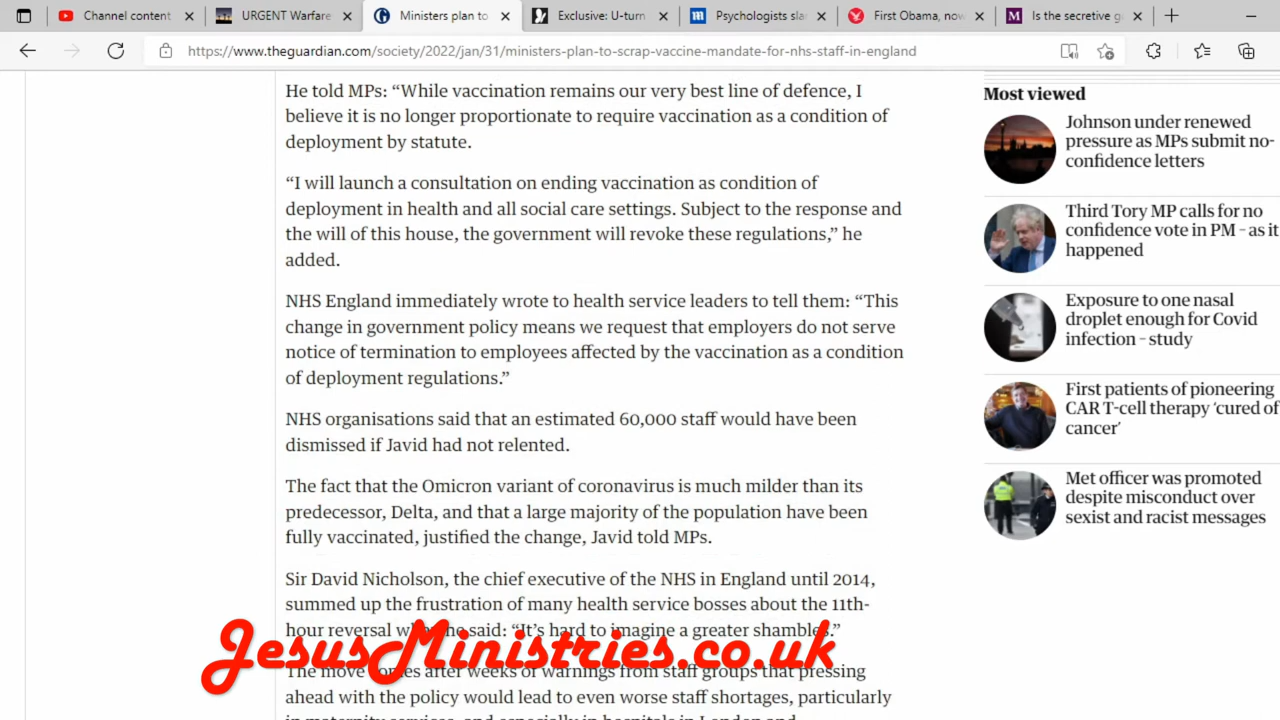 Channel content
URGENT Warfare
Ministers plan to
Exclusive: U-turn
Psychologists sla
First Obama, now
Is the secretive g
https://www.theguardian.com/society/2022/jan/31/ministers-plan-to-scrap-vaccine-mandate-for-nhs-staff-in-england
He told MPs: “While vaccination remains our very best line of defence, I
believe it is no longer proportionate to require vaccination as a condition of
deployment by statute.
“I will launch a consultation on ending vaccination as condition of
deployment in health and all social care settings. Subject to the response and
the will of this house, the government will revoke these regulations,” he
added.
NHS England immediately wrote to health service leaders to tell them: “This
change in government policy means we request that employers do not serve
notice of termination to employees affected by the vaccination as a condition
of deployment regulations.”
NHS organisations said that an estimated 60,000 staff would have been
dismissed if Javid had not relented.
The fact that the Omicron variant of coronavirus is much milder than its
predecessor, Delta, and that a large majority of the population have been
fully vaccinated, justified the change, Javid told MPs.
Sir David Nicholson, the chief executive of the NHS in England until 2014,
summed up the frustration of many health service bosses about the 11th-
hour reversal when he said: “It’s hard to imagine a greater shambles.”
JesusMinistries.co.uk
The move comes after weeks of warnings from staff groups that pressing
ahead with the policy would lead to even worse staff shortages, particularly
in maternity services, and especially in hospitals in London and
Most viewed
Johnson under renewed
pressure as MPs submit no-
confidence letters
Third Tory MP calls for no
confidence vote in PM – as it
happened
Exposure to one nasal
droplet enough for Covid
infection – study
First patients of pioneering
CAR T-cell therapy ‘cured of
cancer’
Met officer was promoted
despite misconduct over
sexist and racist messages